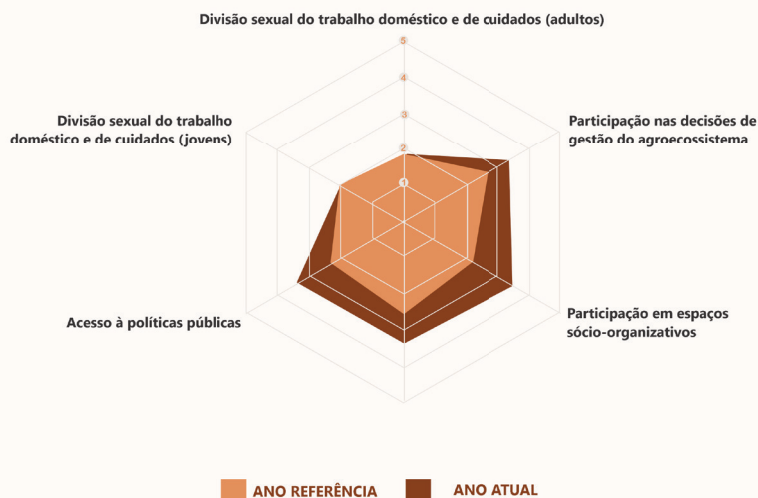 Divisão sexual do trabalho doméstico e de cuidados (adultos)
5
4
3
2
1
Divisão sexual do trabalho
doméstico e de cuidados (jovens)
Participação nas decisões de
gestão do agroecossistema
Acesso à políticas públicas
Participação em espaços
sócio-organizativos
ANO REFERÊNCIA
ANO ATUAL